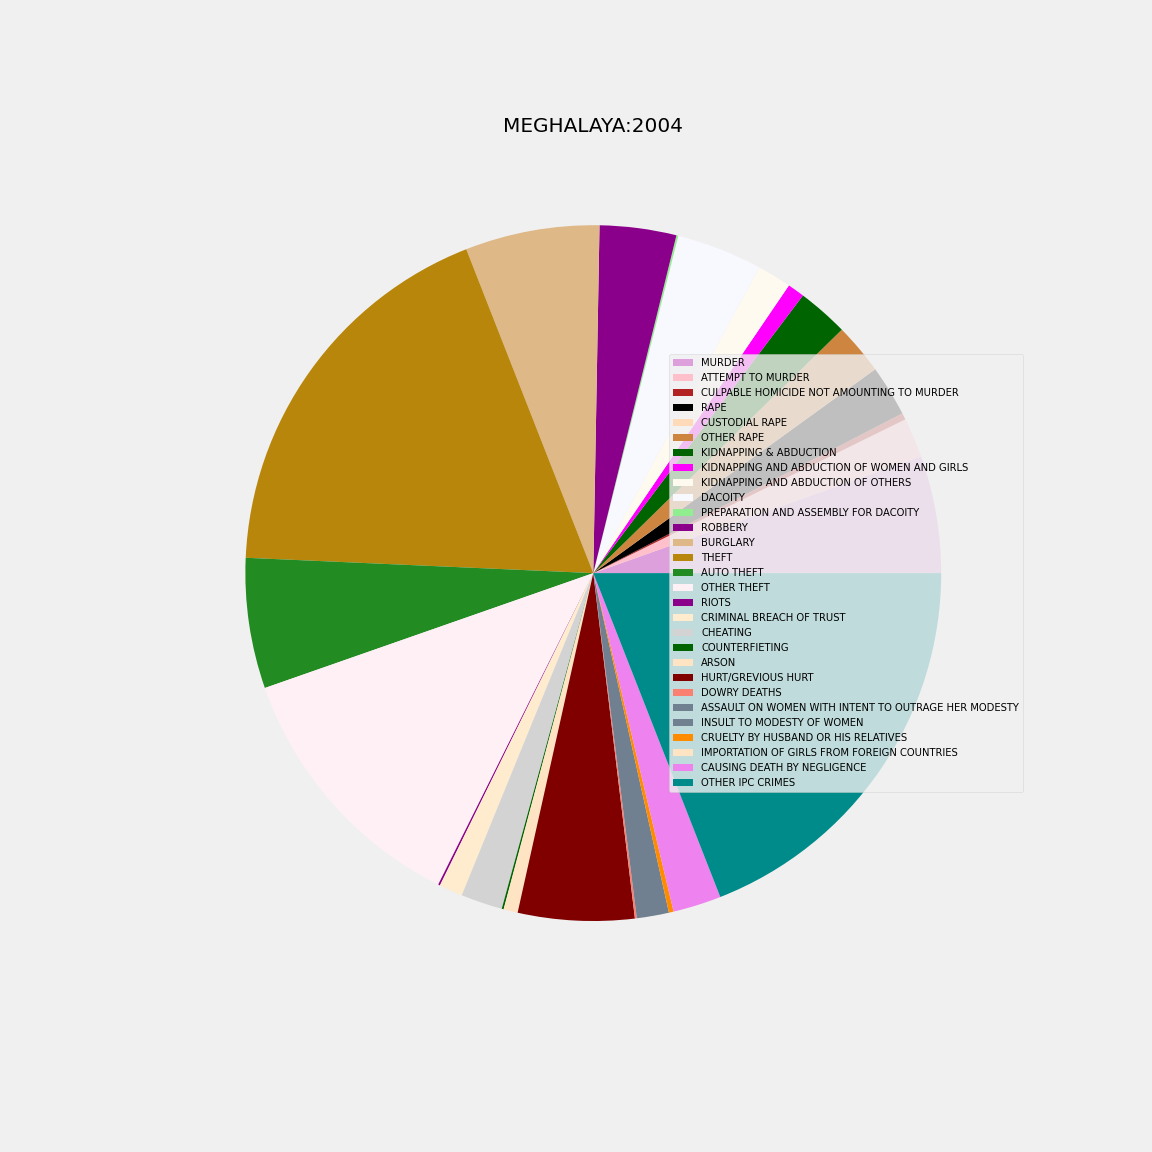 MEGHALAYA:2004
MURDER
ATTEMPT TO MURDER
CULPABLE HOMICIDE NOT AMOUNTING TO MURDER
RAPE
CUSTODIAL RAPE
OTHER RAPE
KIDNAPPING & ABDUCTION
KIDNAPPING AND ABDUCTION OF WOMEN AND GIRLS
KIDNAPPING AND ABDUCTION OF OTHERS
DACOITY
PREPARATION AND ASSEMBLY FOR DACOITY
ROBBERY
BURGLARY
THEFT
AUTO THEFT
OTHER THEFT
RIOTS
CRIMINAL BREACH OF TRUST
CHEATING
COUNTERFIETING
ARSON
HURT/GREVIOUS HURT
DOWRY DEATHS
ASSAULT ON WOMEN WITH INTENT TO OUTRAGE HER MODESTY
INSULT TO MODESTY OF WOMEN
CRUELTY BY HUSBAND OR HIS RELATIVES
IMPORTATION OF GIRLS FROM FOREIGN COUNTRIES
CAUSING DEATH BY NEGLIGENCE
OTHER IPC CRIMES